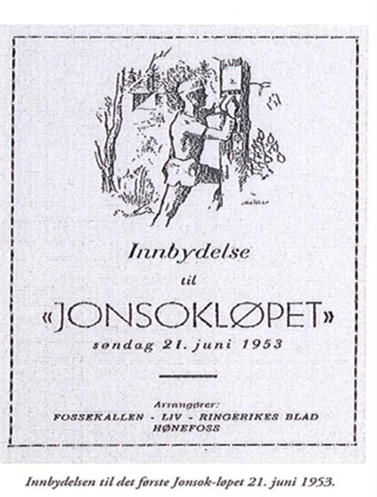 Innbydelse
til
«JONSOKLØPET»
søndag 21. juni 1953
Arrangører:
FOSSEKALLEN - LIV - RINGERIKES BLAD
HØNEFOSS
Innbydelsen til det første Jonsok-løpet 21. juni 1953.